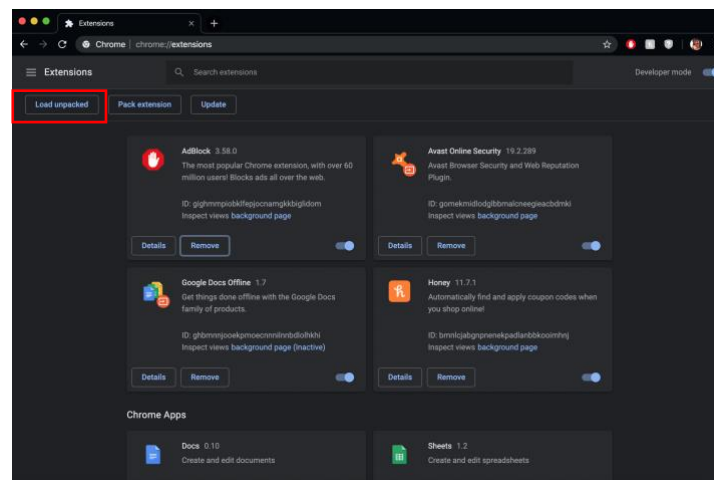 Extensions
Chrome | chrome://extensions
Extensions
Search extensions
Developer mode
Load unpacked
Pack extension
Update
AdBlock 3.58.0
The most popular Chrome extension, with over 60
million users! Blocks ads all over the web.
ID: gighmmpiobklfepjocnamgkkbiglidom
Inspect views background page
Details
Remove
Avast Online Security 19.2.289
Avast Browser Security and Web Reputation
Plugin.
ID: gomekmidlodglbbmalcneegieacbdmki
Inspect views background page
Details
Remove
Google Docs Offline 1.7
Get things done offline with the Google Docs
family of products.
ID: ghbmnnjooekpmoecnnnilnnbdlolhkhi
Inspect views background page (Inactive)
Details
Remove
Honey 11.7.1
Automatically find and apply coupon codes when
you shop online!
ID: bmnlcjabgnpnenekpadlanbbkooimhnj
Inspect views background page
Details
Remove
Chrome Apps
Docs 0.10
Create and edit documents
Sheets 1.2
Create and edit spreadsheets